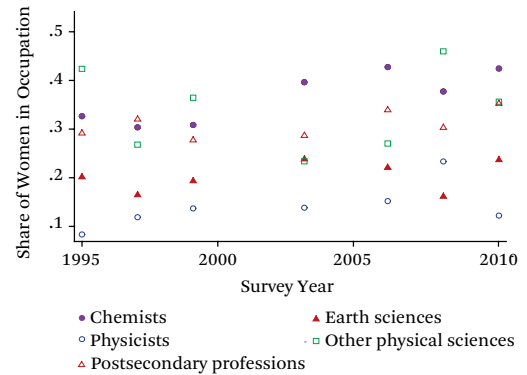 Share of Women in Occupation
.5
.4
.3
.2
.1
1995 2000 2005 2010
Survey Year
Chemists Earth sciences
Physicists Other physical sciences
Postsecondary professions